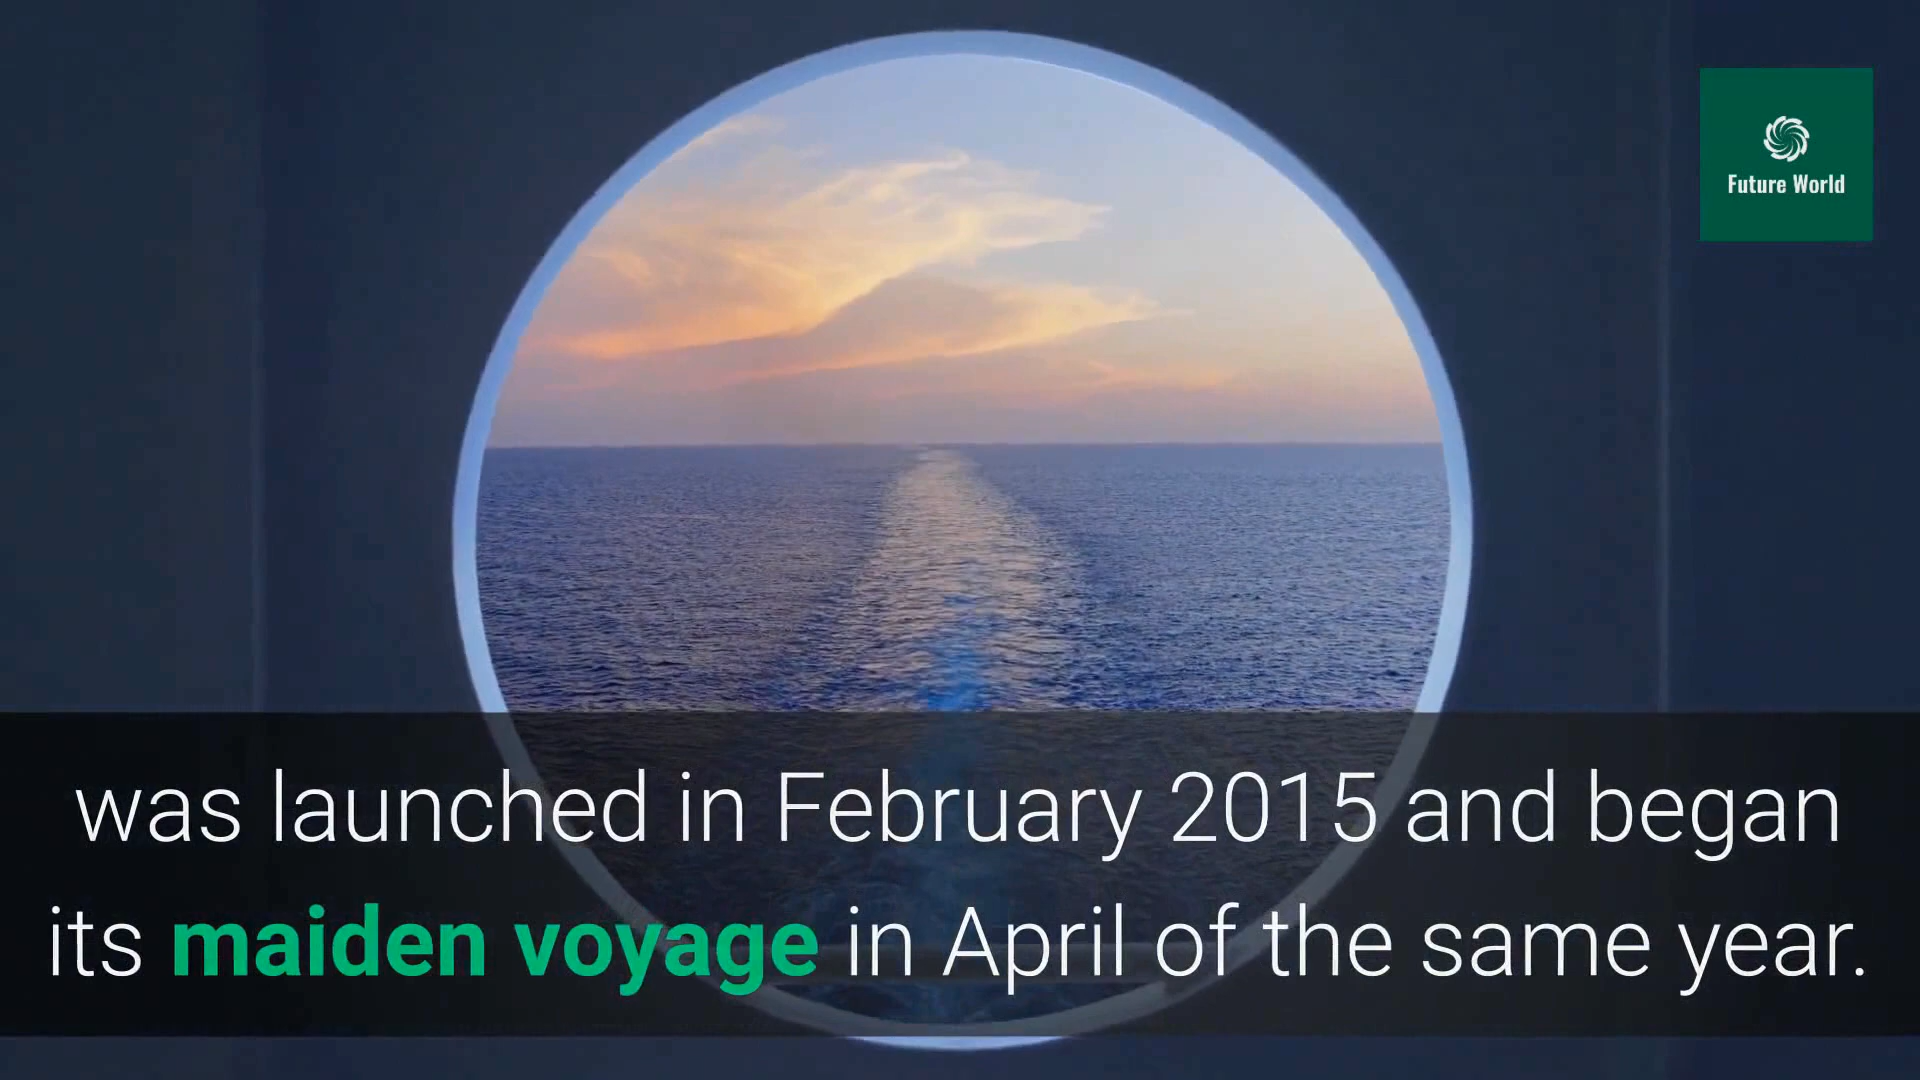 Future World
was launched in February 2015 and began
its maiden voyage in April of the same year.